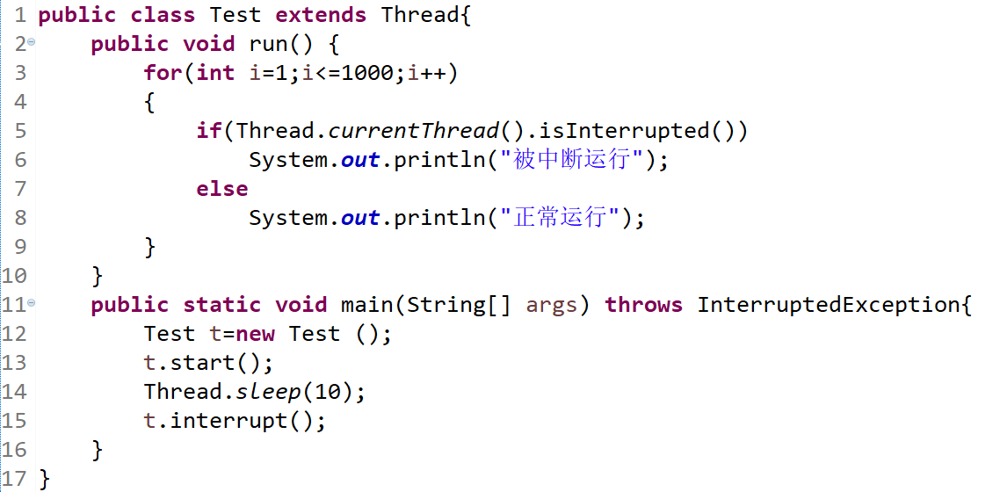 1 public class Test extends Thread{
2 public void run() {
3 for(int i=1;i<=1000;i++)
4 {
5 if(Thread.currentThread().isInterrupted())
6 System.out.println("被中断运行");
7 else
8 System.out.println("正常运行");
9 }
10 }
11 public static void main(String[] args) throws InterruptedException{
12 Test t=new Test ();
13 t.start();
14 Thread.sleep(10);
15 t.interrupt();
16 }
17 }